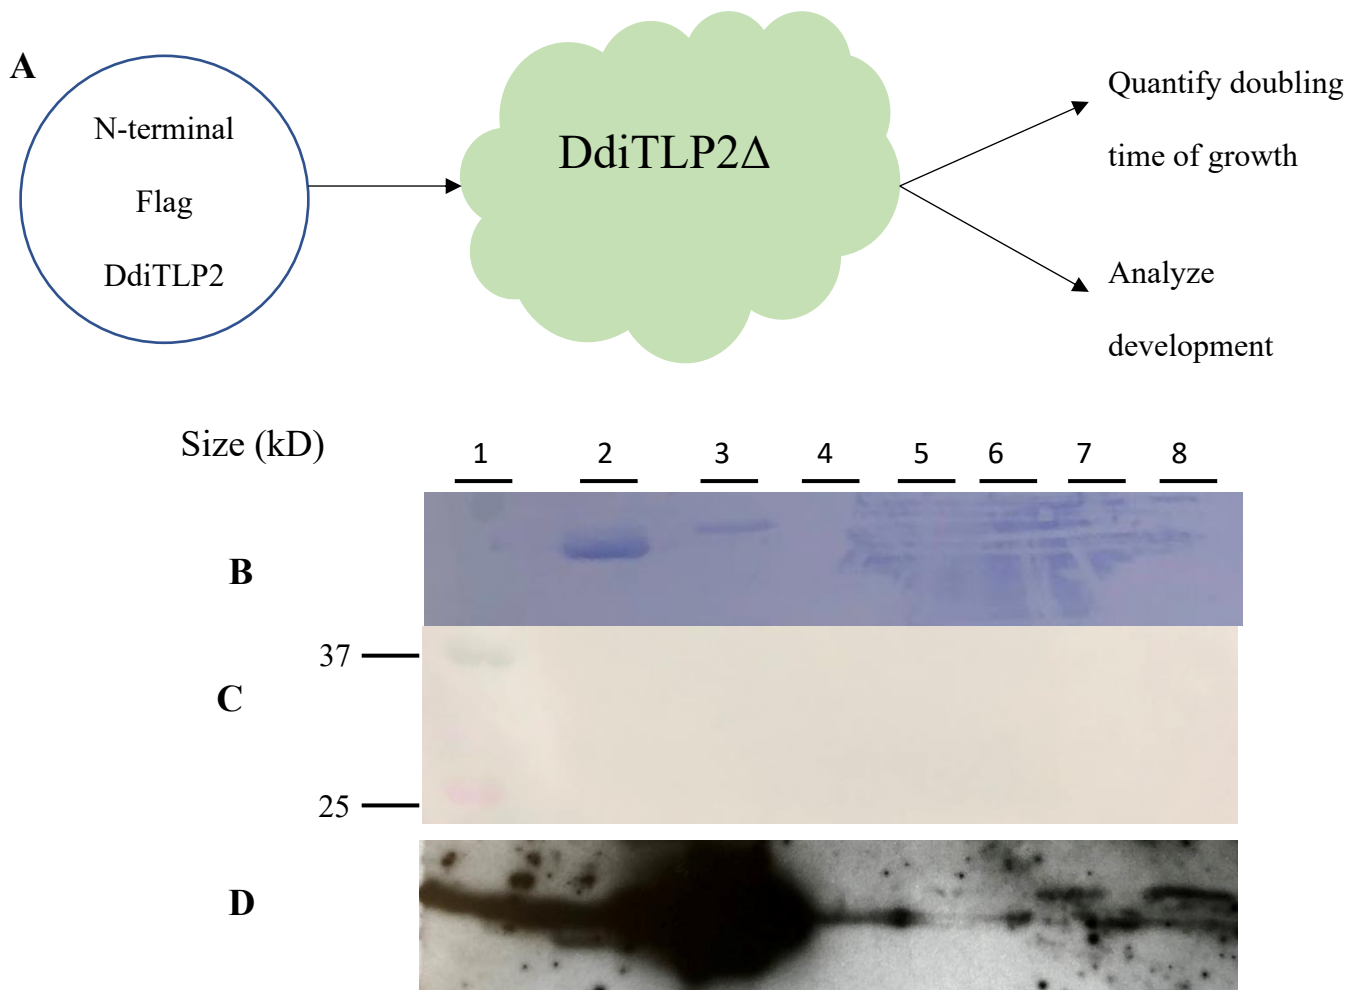 A
N-terminal
Flag
DdiTLP2
DdiTLP2Δ
Quantify doubling
time of growth
Analyze
development
Size (kD)
1 2 3 4 5 6 7 8
B
37
C
25
D